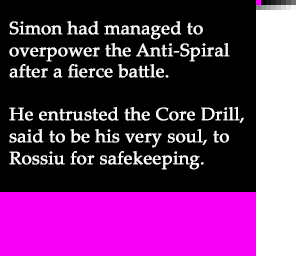 Simon had managed to
overpower the Anti-Spiral
after a fierce battle.
He entrusted the Core Drill,
said to be his very soul, to
Rossiu for safekeeping.